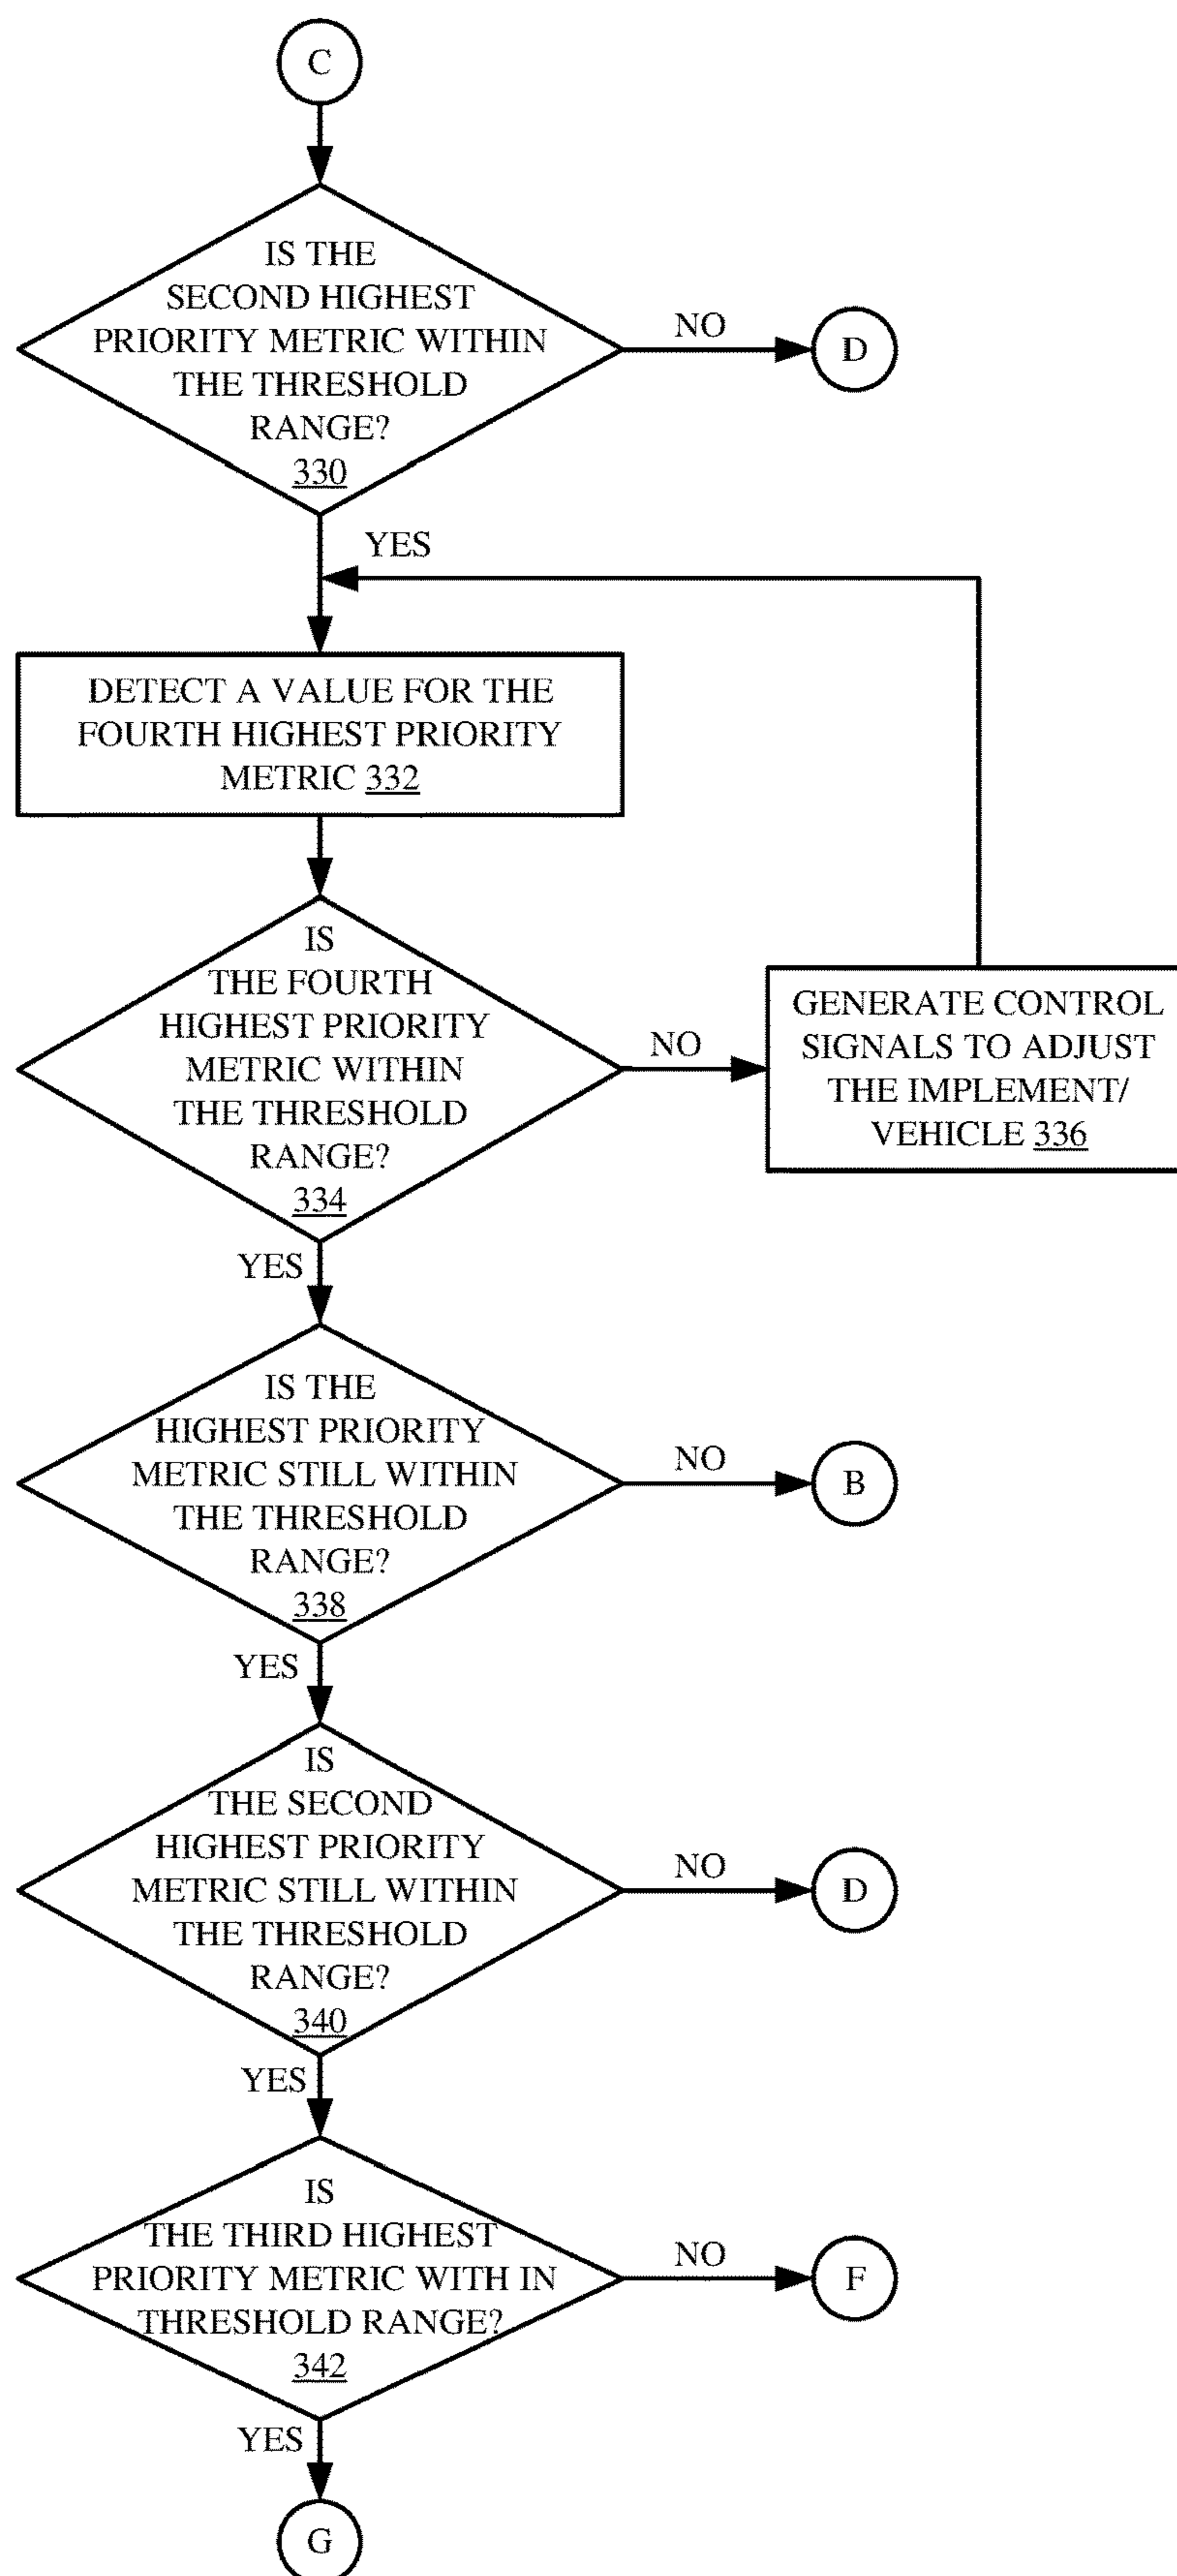 C
IS THE
SECOND HIGHEST
PRIORITY METRIC WITHIN
THE THRESHOLD
RANGE?
330
NO
D
YES
DETECT A VALUE FOR THE
FOURTH HIGHEST PRIORITY
METRIC 332
IS
THE FOURTH
HIGHEST PRIORITY
METRIC WITHIN
THE THRESHOLD
RANGE?
334
NO
GENERATE CONTROL
SIGNALS TO ADJUST
THE IMPLEMENT/
VEHICLE 336
YES
IS THE
HIGHEST PRIORITY
METRIC STILL WITHIN
THE THRESHOLD
RANGE?
338
NO
B
YES
IS
THE SECOND
HIGHEST PRIORITY
METRIC STILL WITHIN
THE THRESHOLD
RANGE?
340
NO
D
YES
IS
THE THIRD HIGHEST
PRIORITY METRIC WITH IN
THRESHOLD RANGE?
342
NO
F
YES
G